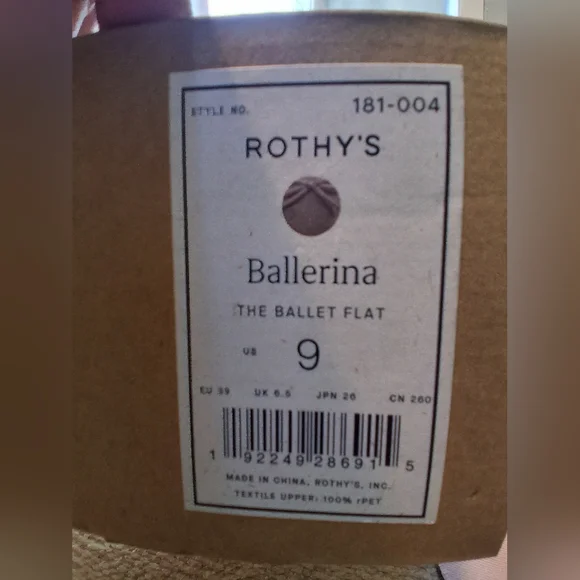 STYLE NO. 181-004
ROTHY'S
Ballerina
THE BALLET FLAT
US 9
EU 39 UK 6.5 JPN 26 CN 260
1 92249 28691 5
MADE IN CHINA, ROTHY'S, INC.
TEXTILE UPPER: 100% rPET